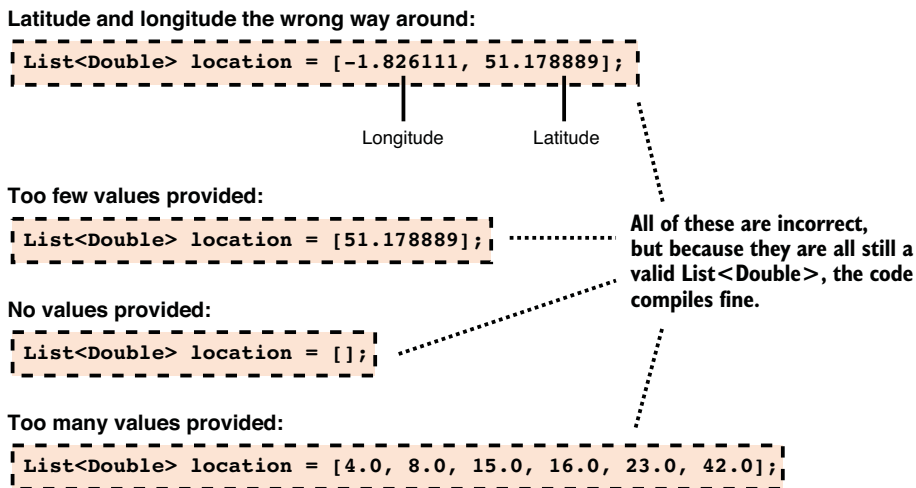 Latitude and longitude the wrong way around:
List<Double> location = [-1.826111, 51.178889];
Longitude
Latitude
Too few values provided:
List<Double> location = [51.178889];
No values provided:
List<Double> location = [];
Too many values provided:
List<Double> location = [4.0, 8.0, 15.0, 16.0, 23.0, 42.0];
All of these are incorrect,
but because they are all still a
valid List<Double>, the code
compiles fine.